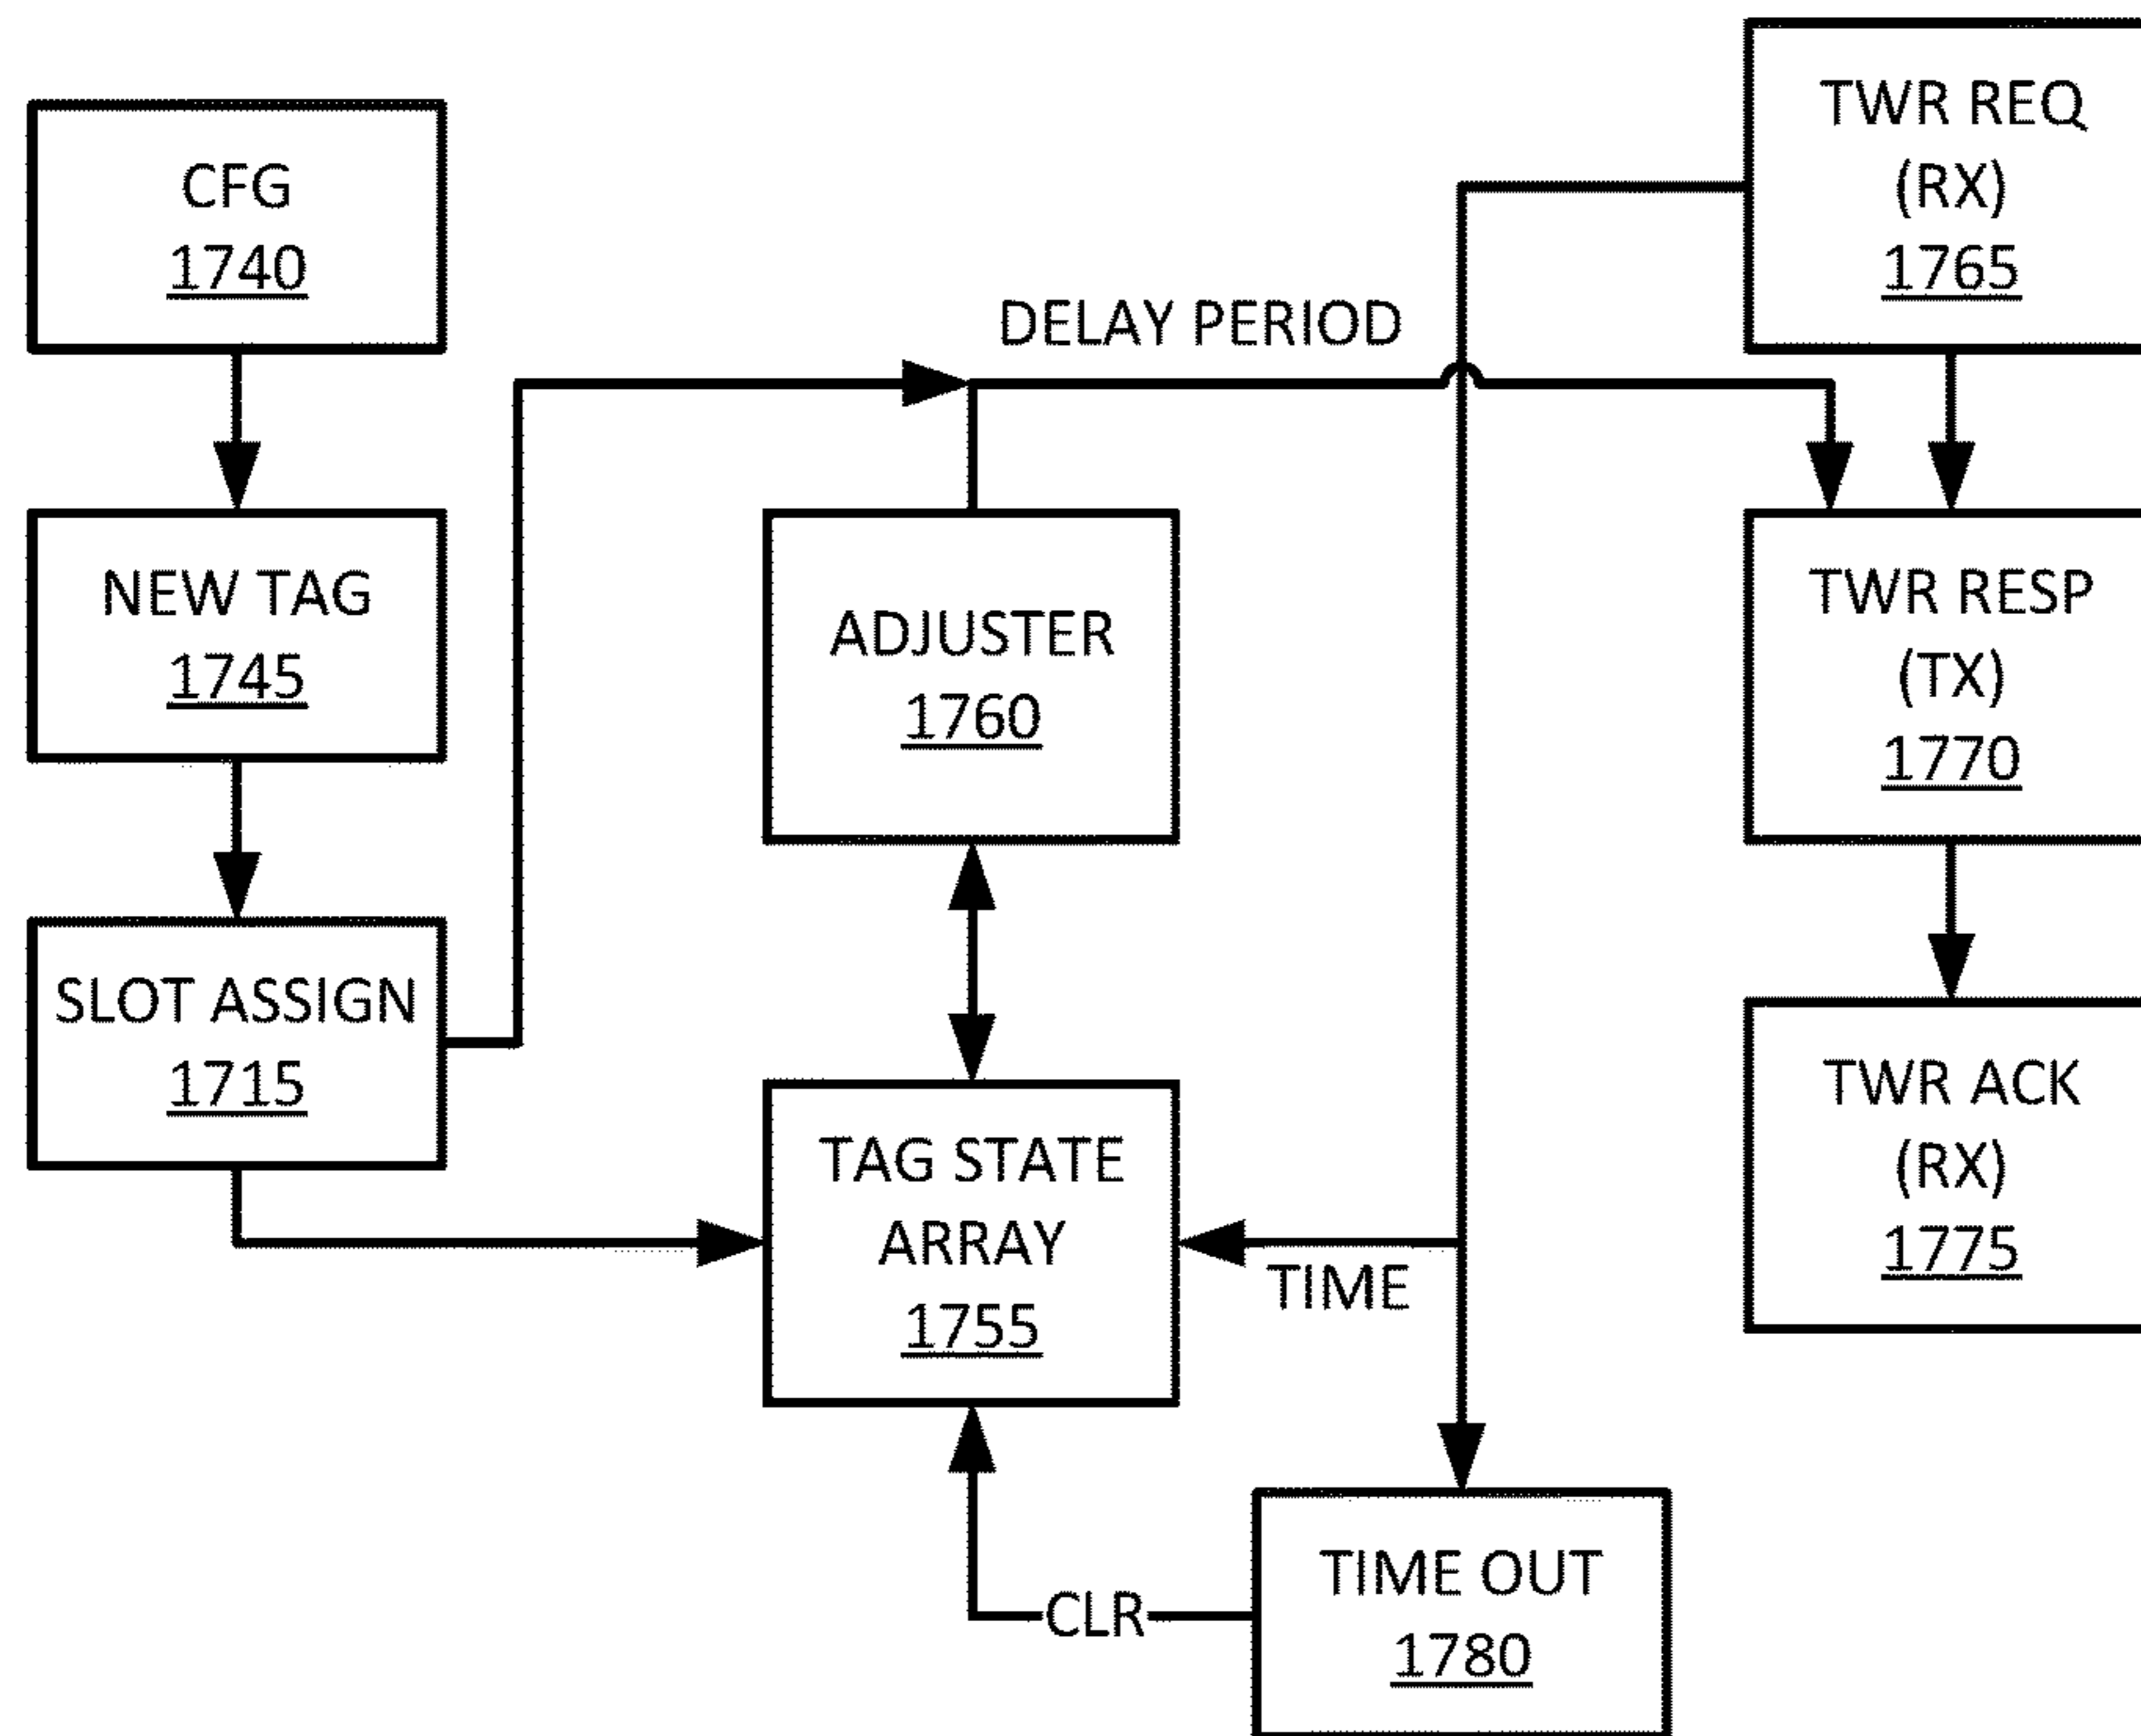 CFG
1740
NEW TAG
1745
SLOT ASSIGN
1715
DELAY PERIOD
ADJUSTER
1760
TAG STATE
ARRAY
1755
TIME
CLR
TIME OUT
1780
TWR REQ
(RX)
1765
TWR RESP
(TX)
1770
TWR ACK
(RX)
1775